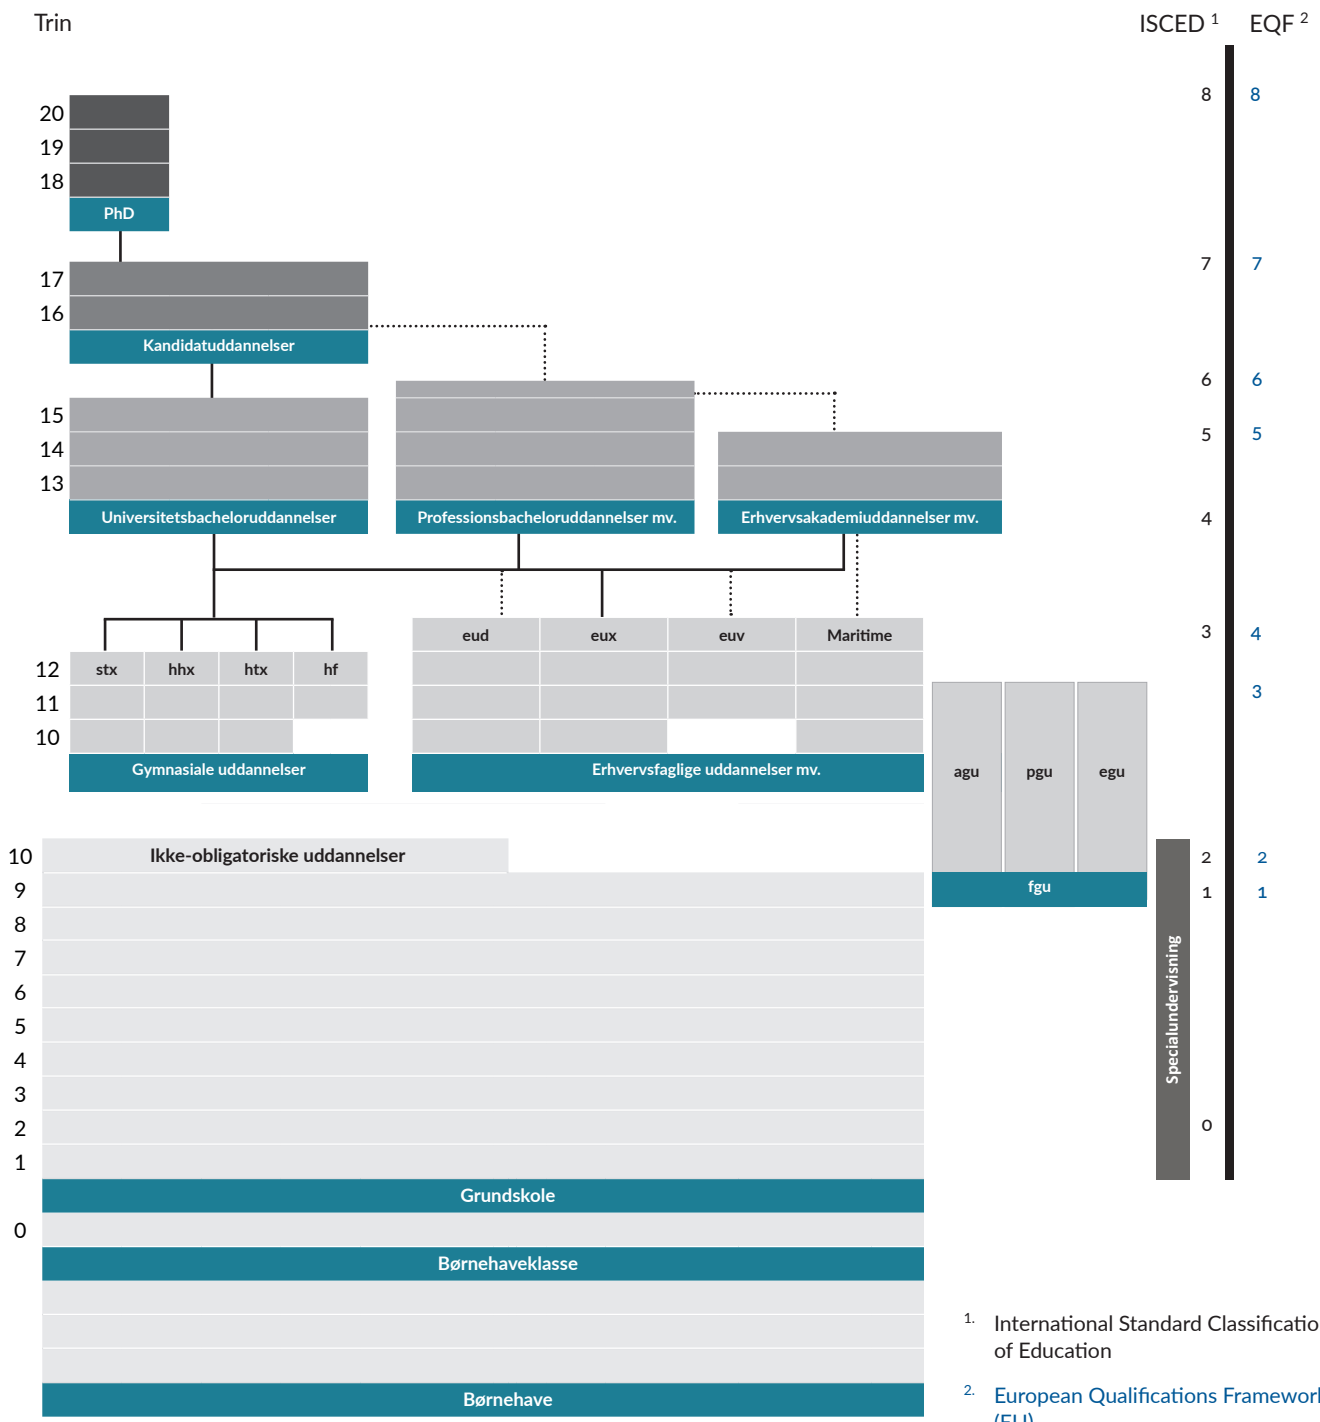 Trin
ISCED 1
EQF 2
8 8
20
19
18
PhD
7 7
17
16
Kandidatuddannelser
6 6
15
5 5
14
13
Universitetsbacheloruddannelser
Professionsbacheloruddannelser mv.
Erhvervsakademiuddannelser mv.
4
3 4
eud eux euv Maritime
12 stx hhx htx hf
3
11
10
Gymnasiale uddannelser
Erhvervsfaglige uddannelser mv.
agu pgu egu
10 Ikke-obligatoriske uddannelser
2 2
9
fgu
1 1
8
7
6
5
4
3
2
1
Specialundervisning
0
Grundskole
0
Børnehaveklasse
Børnehave
1. International Standard Classificatio
of Education
2. European Qualifications Framework
(EU)